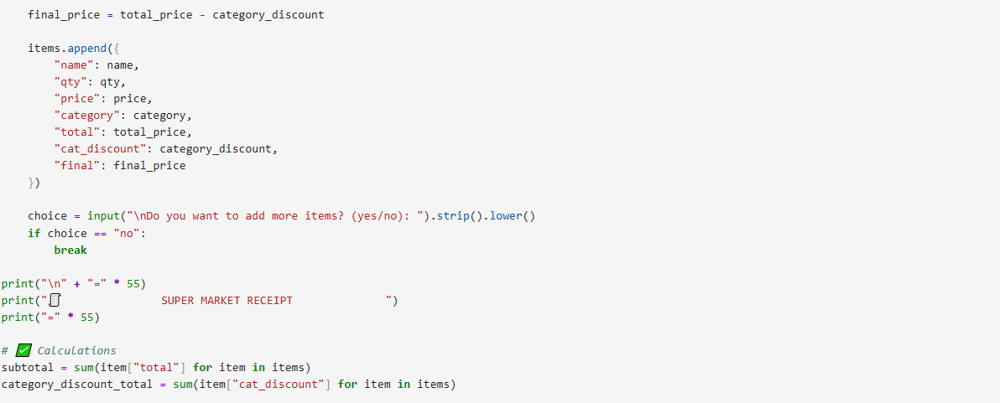 final_price = total_price - category_discount

    items.append({
        "name": name,
        "qty": qty,
        "price": price,
        "category": category,
        "total": total_price,
        "cat_discount": category_discount,
        "final": final_price
    })

    choice = input("\nDo you want to add more items? (yes/no): ").strip().lower()
    if choice == "no":
        break

print("\n" + "=" * 55)
print("🧾               SUPER MARKET RECEIPT              ")
print("=" * 55)

# ✅ Calculations
subtotal = sum(item["total"] for item in items)
category_discount_total = sum(item["cat_discount"] for item in items)